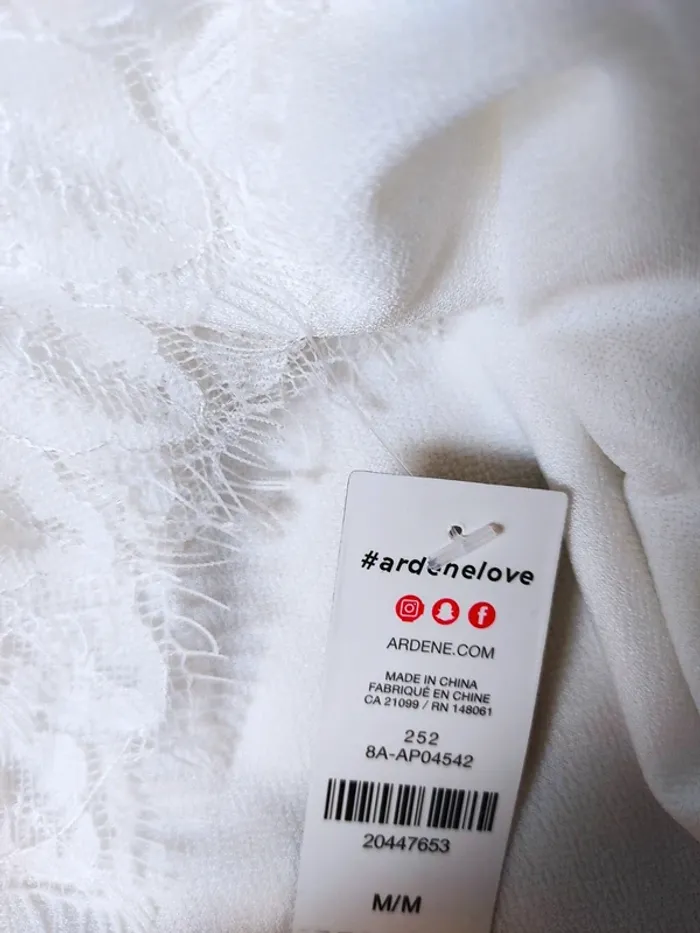 #ardenelove
ARDENE.COM
MADE IN CHINA
FABRIQUÉ EN CHINE
CA 21099 / RN 148061
252
8A-AP04542
20447653
M/M